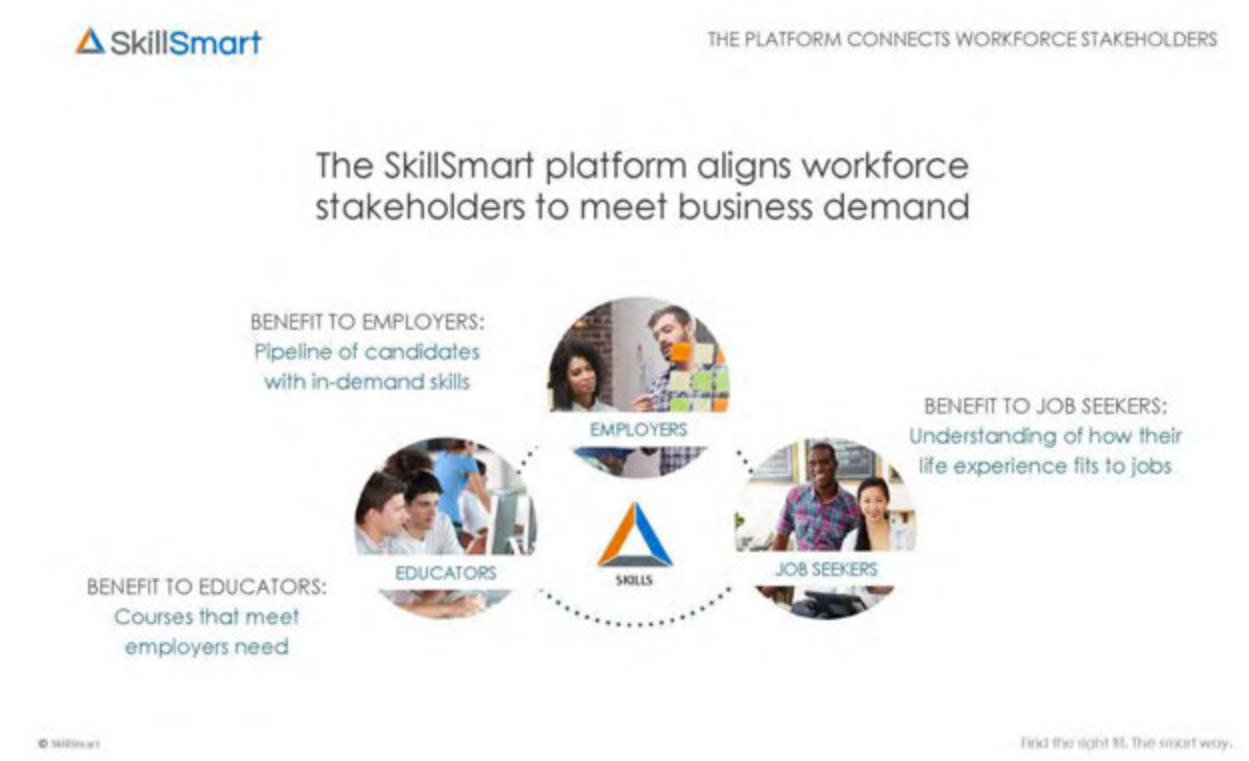 SkillSmart
THE PLATFORM CONNECTS WORKFORCE STAKEHOLDERS
The SkillSmart platform aligns workforce
stakeholders to meet business demand
BENEFIT TO EMPLOYERS:
Pipeline of candidates
with in-demand skills
EMPLOYERS
BENEFIT TO JOB SEEKERS:
Understanding of how their
life experience fits to jobs
EDUCATORS
SKILLS
JOB SEEKERS
BENEFIT TO EDUCATORS:
Courses that meet
employers need
© SkillSmart
Find the right fit. The smart way.